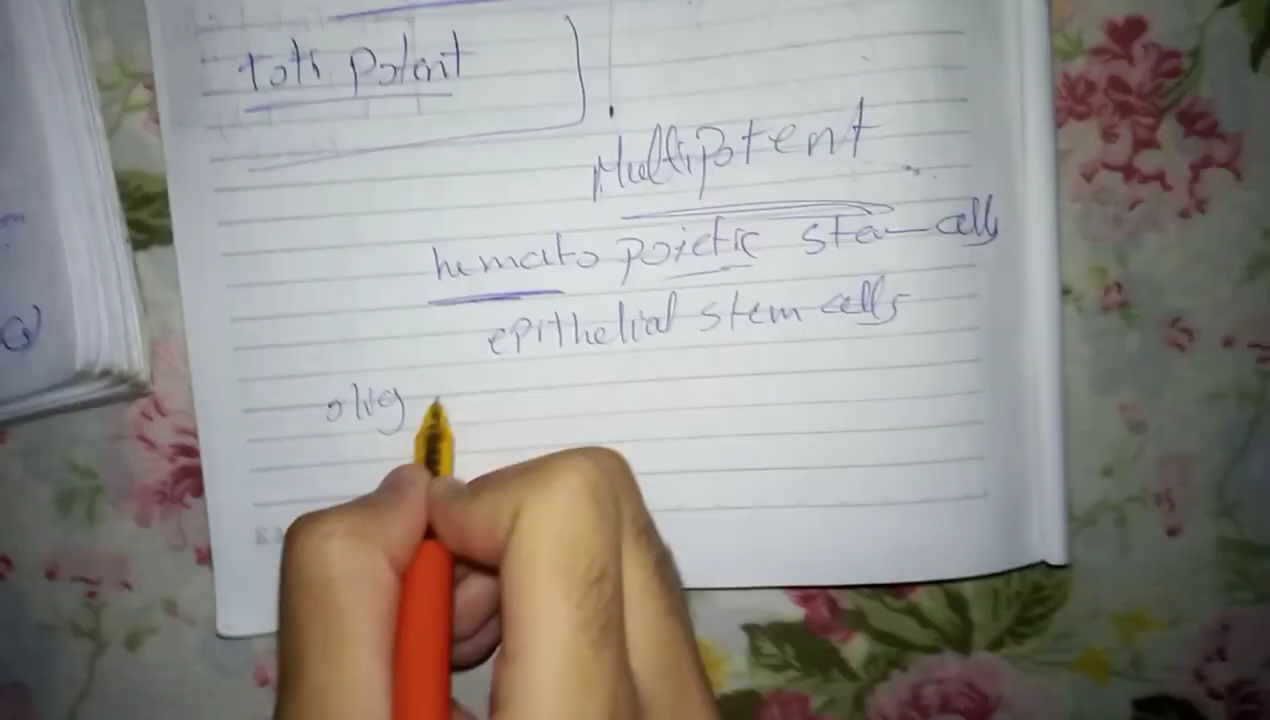 toti potent
Multipotent
hemato poietic stem cells
epithelial stem cells
olig